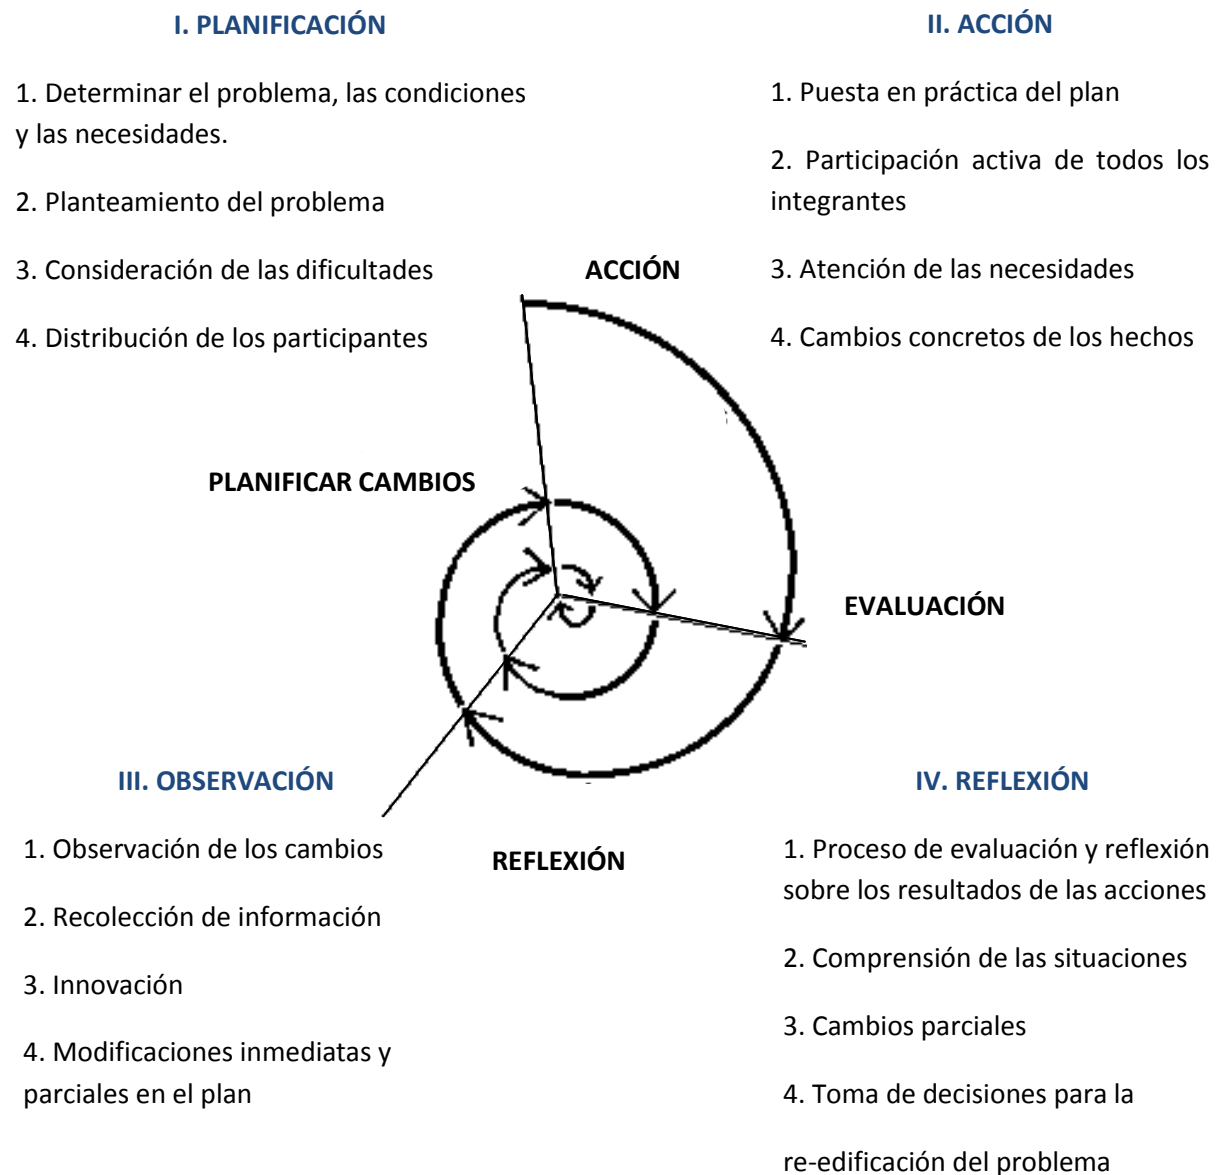 I. PLANIFICACIÓN
1. Determinar el problema, las condiciones
y las necesidades.
2. Planteamiento del problema
3. Consideración de las dificultades
4. Distribución de los participantes
II. ACCIÓN
1. Puesta en práctica del plan
2. Participación activa de todos los
integrantes
3. Atención de las necesidades
4. Cambios concretos de los hechos
ACCIÓN
PLANIFICAR CAMBIOS
EVALUACIÓN
REFLEXIÓN
III. OBSERVACIÓN
1. Observación de los cambios
2. Recolección de información
3. Innovación
4. Modificaciones inmediatas y
parciales en el plan
IV. REFLEXIÓN
1. Proceso de evaluación y reflexión
sobre los resultados de las acciones
2. Comprensión de las situaciones
3. Cambios parciales
4. Toma de decisiones para la
re-edificación del problema